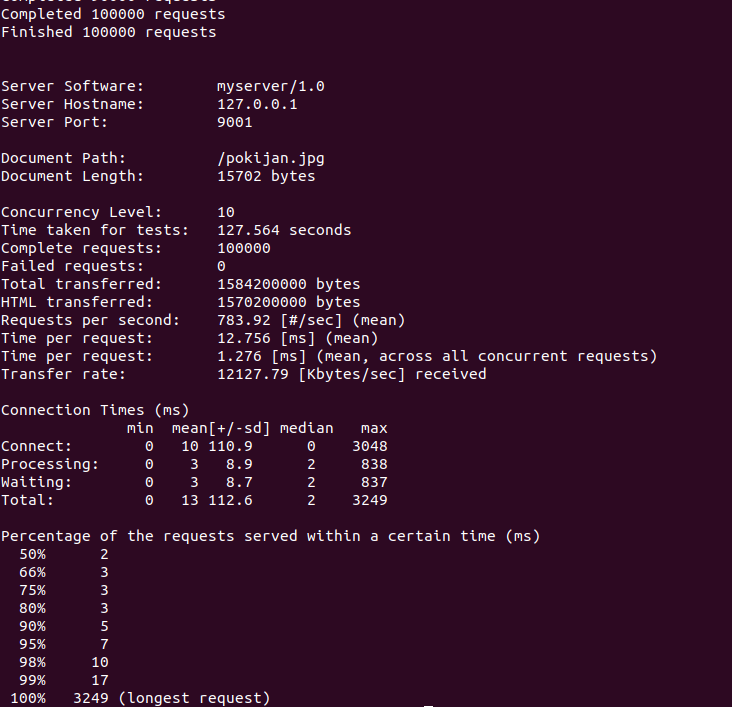 Completed 100000 requests
Finished 100000 requests
Server Software: myserver/1.0
Server Hostname: 127.0.0.1
Server Port: 9001
Document Path: /pokijan.jpg
Document Length: 15702 bytes
Concurrency Level: 10
Time taken for tests: 127.564 seconds
Complete requests: 100000
Failed requests: 0
Total transferred: 1584200000 bytes
HTML transferred: 1570200000 bytes
Requests per second: 783.92 [#/sec] (mean)
Time per request: 12.756 [ms] (mean)
Time per request: 1.276 [ms] (mean, across all concurrent requests)
Transfer rate: 12127.79 [Kbytes/sec] received
Connection Times (ms)
min mean[+/-sd] median max
Connect: 0 10 110.9 0 3048
Processing: 0 3 8.9 2 838
Waiting: 0 3 8.7 2 837
Total: 0 13 112.6 2 3249
Percentage of the requests served within a certain time (ms)
50% 2
66% 3
75% 3
80% 3
90% 5
95% 7
98% 10
99% 17
100% 3249 (longest request)